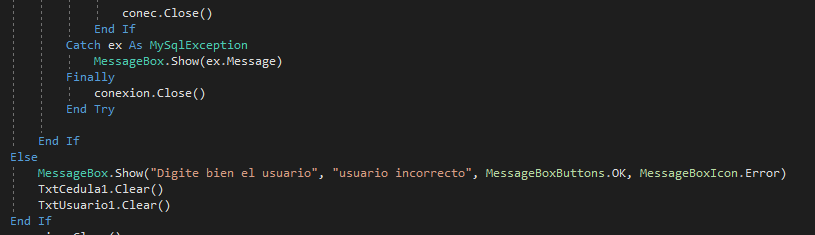 conec.Close()
End If
Catch ex As MySqlException
MessageBox.Show(ex.Message)
Finally
conexion.Close()
End Try
End If
Else
MessageBox.Show("Digite bien el usuario", "usuario incorrecto", MessageBoxButtons.OK, MessageBoxIcon.Error)
TxtCedula1.Clear()
TxtUsuario1.Clear()
End If